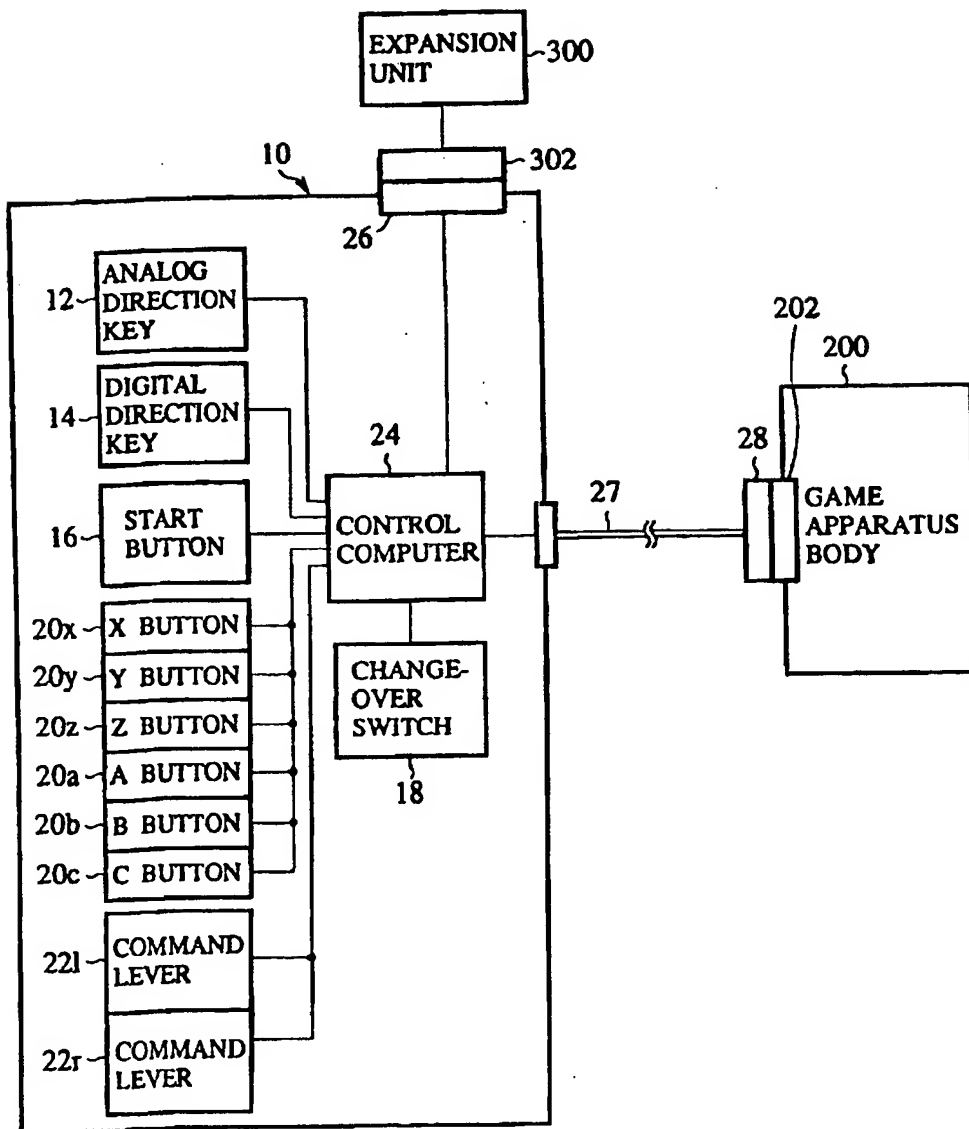 EXPANSION
UNIT
300
302
10
26
12
ANALOG
DIRECTION
KEY
14
DIGITAL
DIRECTION
KEY
16
START
BUTTON
24
CONTROL
COMPUTER
27
28
202
200
GAME
APPARATUS
BODY
CHANGE-
OVER
SWITCH
18
20x X BUTTON
20y Y BUTTON
20z Z BUTTON
20a A BUTTON
20b B BUTTON
20c C BUTTON
22l
COMMAND
LEVER
22r
COMMAND
LEVER